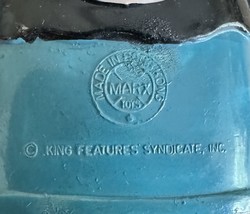 MADE IN HONG KONG
MARX
TOYS
© KING FEATURES SYNDICATE, INC.